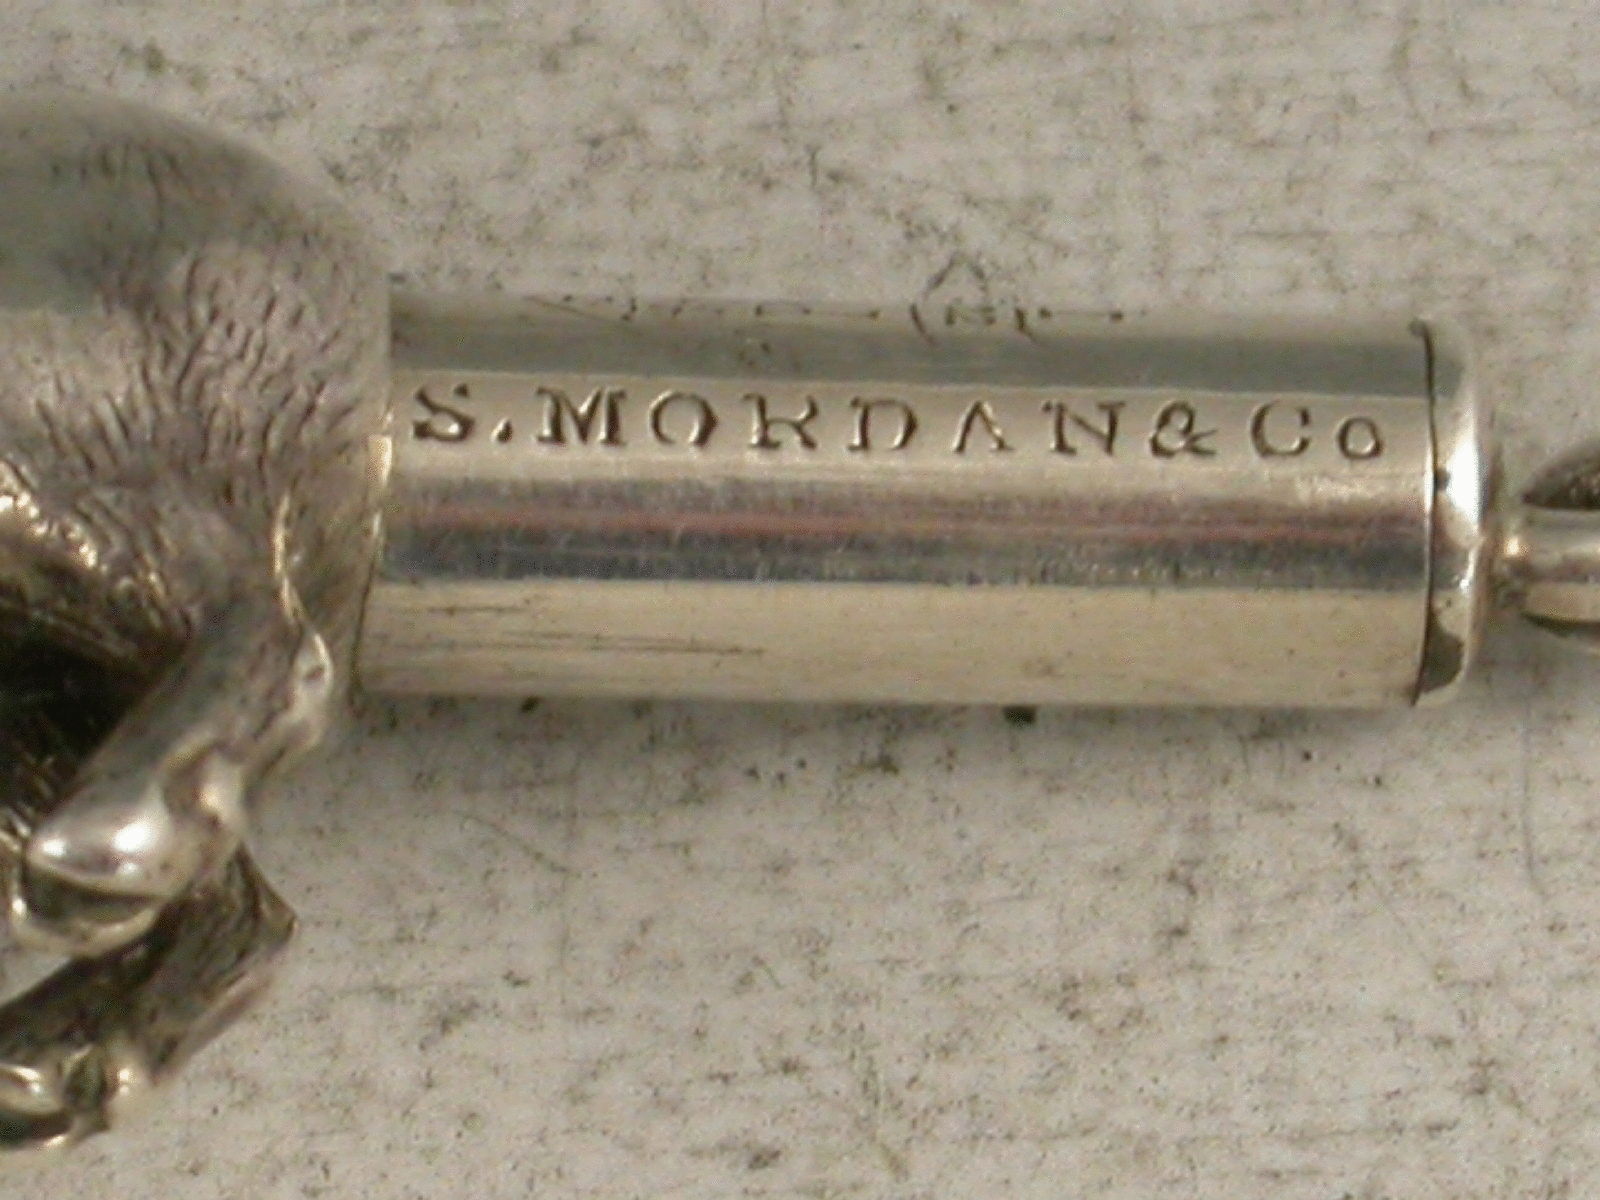 S. MORDAN & Co